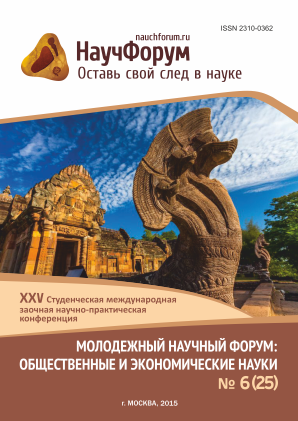 ISSN 2310-0362
nauchforum.ru
НаучФорум
Оставь свой след в науке
XXV Студенческая международная
заочная научно-практическая
конференция
МОЛОДЕЖНЫЙ НАУЧНЫЙ ФОРУМ:
ОБЩЕСТВЕННЫЕ И ЭКОНОМИЧЕСКИЕ НАУКИ
№ 6 (25)
г. МОСКВА, 2015